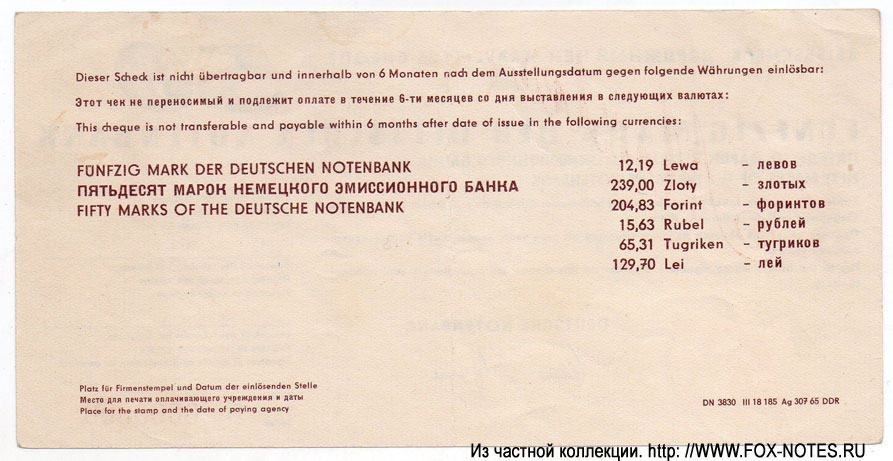 Dieser Scheck ist nicht übertragbar und innerhalb von 6 Monaten nach dem Ausstellungsdatum gegen folgende Währungen einlösbar:
Этот чек не переносимый и подлежит оплате в течение 6-ти месяцев со дня выставления в следующих валютах:
This cheque is not transferable and payable within 6 months after date of issue in the following currencies:
FÜNFZIG MARK DER DEUTSCHEN NOTENBANK
ПЯТЬДЕСЯТ МАРОК НЕМЕЦКОГО ЭМИССИОННОГО БАНКА
FIFTY MARKS OF THE DEUTSCHE NOTENBANK
12,19 Lewa – левов
239,00 Zloty – злотых
204,83 Forint – форинтов
15,63 Rubel – рублей
65,31 Tugriken – тугриков
129,70 Lei – лей
Platz für Firmenstempel und Datum der einlösenden Stelle
Место для печати оплачивающего учреждения и даты
Place for the stamp and the date of paying agency
DN 3830 III 18 185 Ag 307 65 DDR
Из частной коллекции. http: //WWW.FOX-NOTES.RU